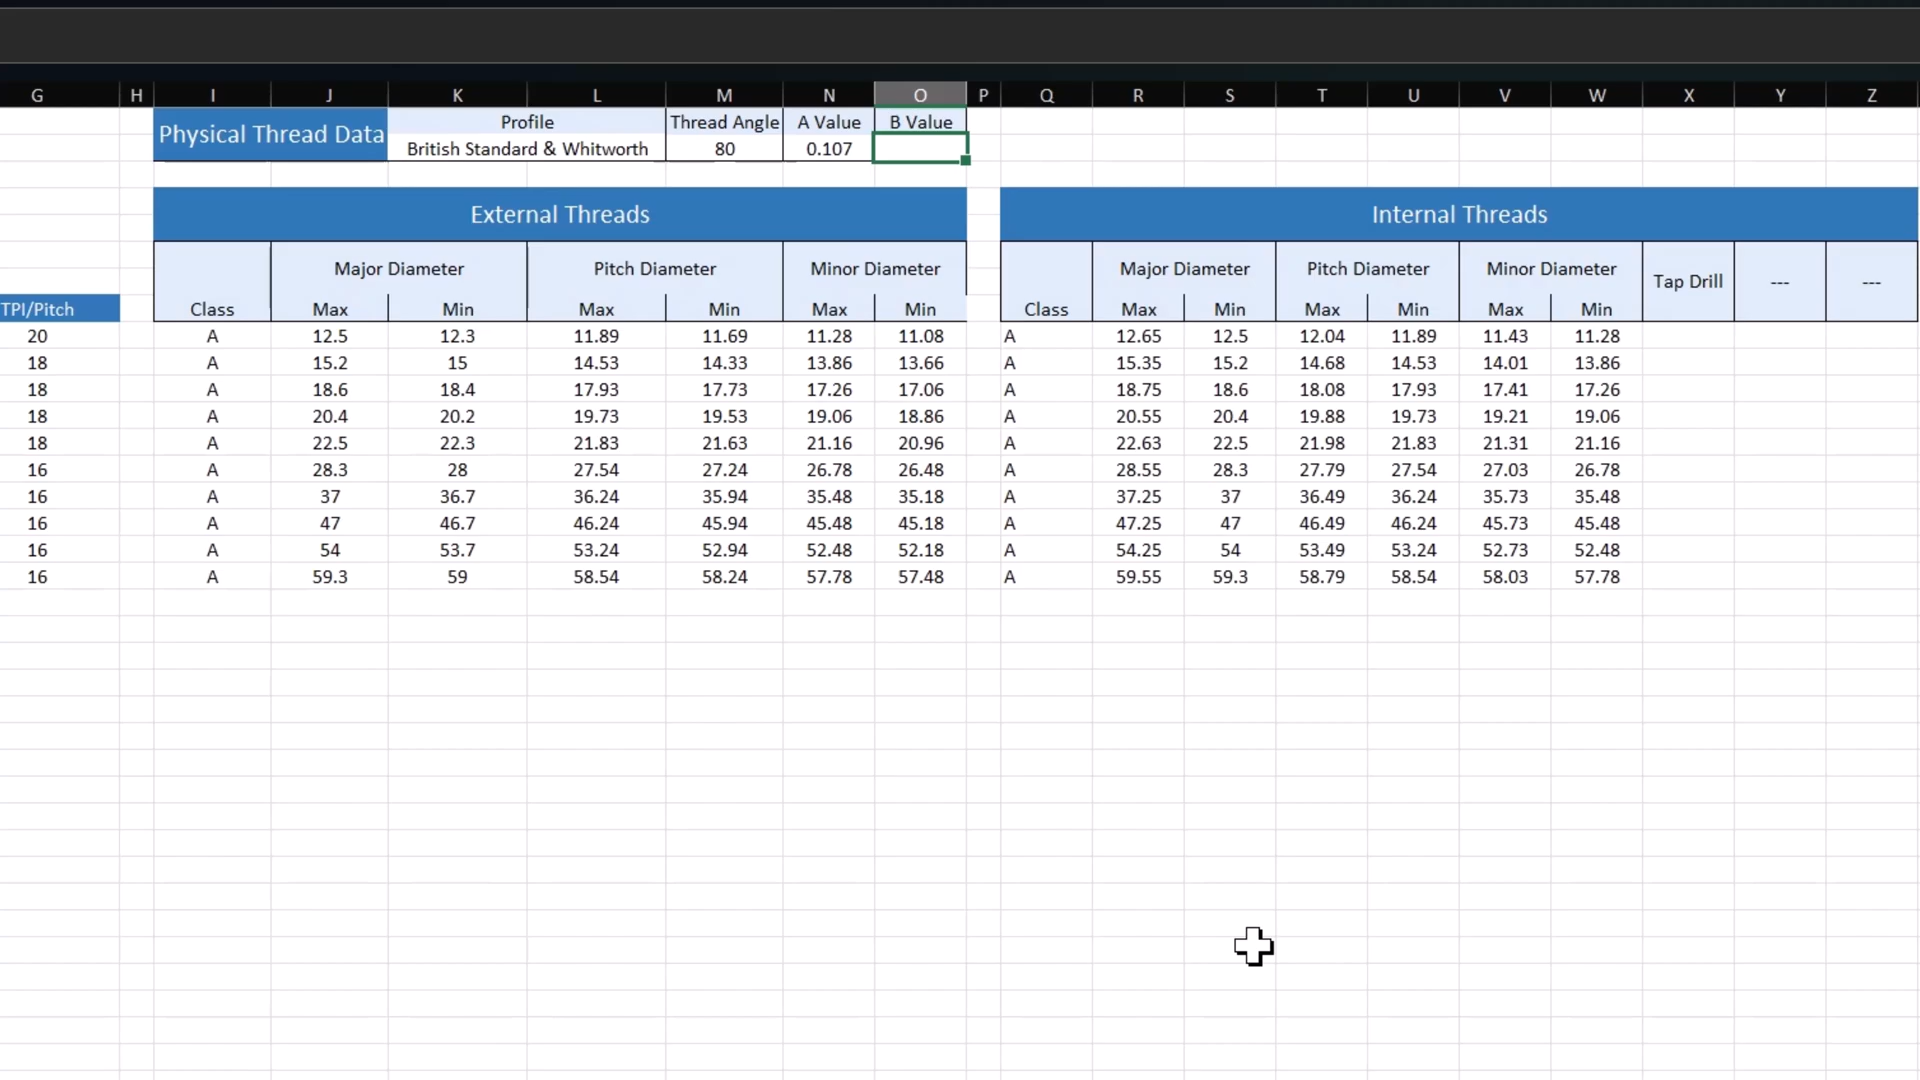 G H I J K L M N O P Q R S T U V W X Y Z
Physical Thread Data Profile Thread Angle A Value B Value
British Standard & Whitworth 80 0.107
External Threads Internal Threads
Major Diameter Pitch Diameter Minor Diameter Major Diameter Pitch Diameter Minor Diameter
Tap Drill --- ---
TPI/Pitch Class Max Min Max Min Max Min Class Max Min Max Min Max Min
20 A 12.5 12.3 11.89 11.69 11.28 11.08 A 12.65 12.5 12.04 11.89 11.43 11.28
18 A 15.2 15 14.53 14.33 13.86 13.66 A 15.35 15.2 14.68 14.53 14.01 13.86
18 A 18.6 18.4 17.93 17.73 17.26 17.06 A 18.75 18.6 18.08 17.93 17.41 17.26
18 A 20.4 20.2 19.73 19.53 19.06 18.86 A 20.55 20.4 19.88 19.73 19.21 19.06
18 A 22.5 22.3 21.83 21.63 21.16 20.96 A 22.63 22.5 21.98 21.83 21.31 21.16
16 A 28.3 28 27.54 27.24 26.78 26.48 A 28.55 28.3 27.79 27.54 27.03 26.78
16 A 37 36.7 36.24 35.94 35.48 35.18 A 37.25 37 36.49 36.24 35.73 35.48
16 A 47 46.7 46.24 45.94 45.48 45.18 A 47.25 47 46.49 46.24 45.73 45.48
16 A 54 53.7 53.24 52.94 52.48 52.18 A 54.25 54 53.49 53.24 52.73 52.48
16 A 59.3 59 58.54 58.24 57.78 57.48 A 59.55 59.3 58.79 58.54 58.03 57.78